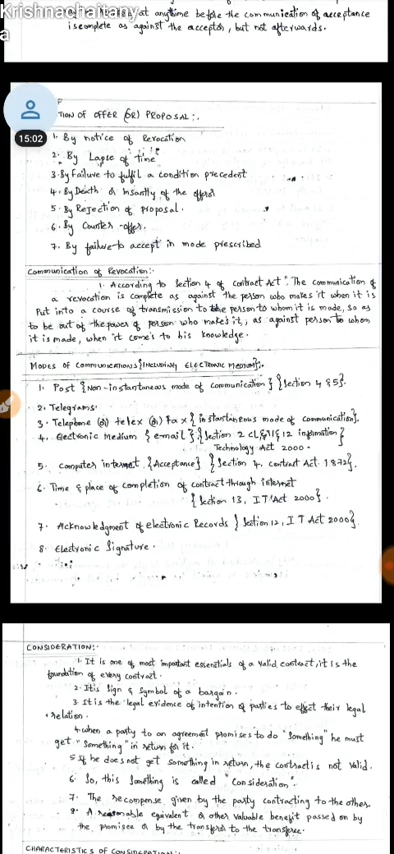 Krishnachaitany
a
at anytime before the communication of acceptance
is complete as against the acceptor, but not afterwards.
15:02
TION OF OFFER (OR) PROPOSAL :.
1. By notice of Revocation
2. By Lapse of time
3. By failure to fulfil a condition precedent
4. By Death or Insanity of the offeror
5. By Rejection of proposal.
6. By Counter-offer.
7. By failure to accept in mode prescribed
Communication of Revocation:-
1. According to Section 4 of contract Act". The communication of
a revocation is complete as against the person who makes it when it is
Put into a course of transmission to the person to whom it is made, so as
to be out of the power of person who makes it, as against person to whom
it is made, when it comes to his knowledge.
MODES OF COMMUNICATIONS {INCLUDING ELECTRONIC MEDIUM}:.
1. Post {Non-instantaneous mode of communication} {Section 4 & 5}.
2. Telegrams.
3. Telephone (or) telex (or) fax {instantaneous mode of communication}.
4. electronic Medium {email} {Section 2 11 & 12 information}
Technology Act 2000.
5. Computer internet. {Acceptance} {Section 4, contract Act. 1872}.
6. Time & place of completion of contract through internet
{Section 13, IT Act 2000}.
7. Acknowledgment of electronic Records {Section 12, I T Act 2000}.
8. Electronic Signature.
CONSIDERATION:-
1. It is one of most important essentials of a valid contract, it is the
foundation of every contract.
2. It is sign & symbol of a bargain.
3. It is the legal evidence of intention of parties to effect their legal
relation.
4. when a party to an agreement promises to do "Something" he must
get "Something" in return for it.
5. If he does not get something in return, the contract is not valid.
6. So, this Something is called "Consideration".
7. The recompense given by the party contracting to the other.
8. A reasonable equivalent or other valuable benefit passed on by
the promisor or by the transferor to the transferee.
CHARACTERISTICS OF CONSIDERATION:-